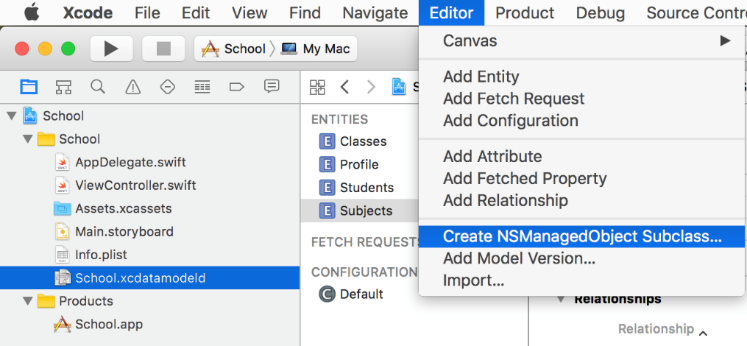 Xcode File Edit View Find Navigate Editor Product Debug Source Contr
School My Mac
School
School
AppDelegate.swift
ViewController.swift
Assets.xcassets
Main.storyboard
Info.plist
School.xcdatamodeld
Products
School.app
S
ENTITIES
E Classes
E Profile
E Students
E Subjects
FETCH REQUESTS
CONFIGURATION
C Default
Canvas
Add Entity
Add Fetch Request
Add Configuration
Add Attribute
Add Fetched Property
Add Relationship
Create NSManagedObject Subclass...
Add Model Version...
Import...
Relationships
Relationship